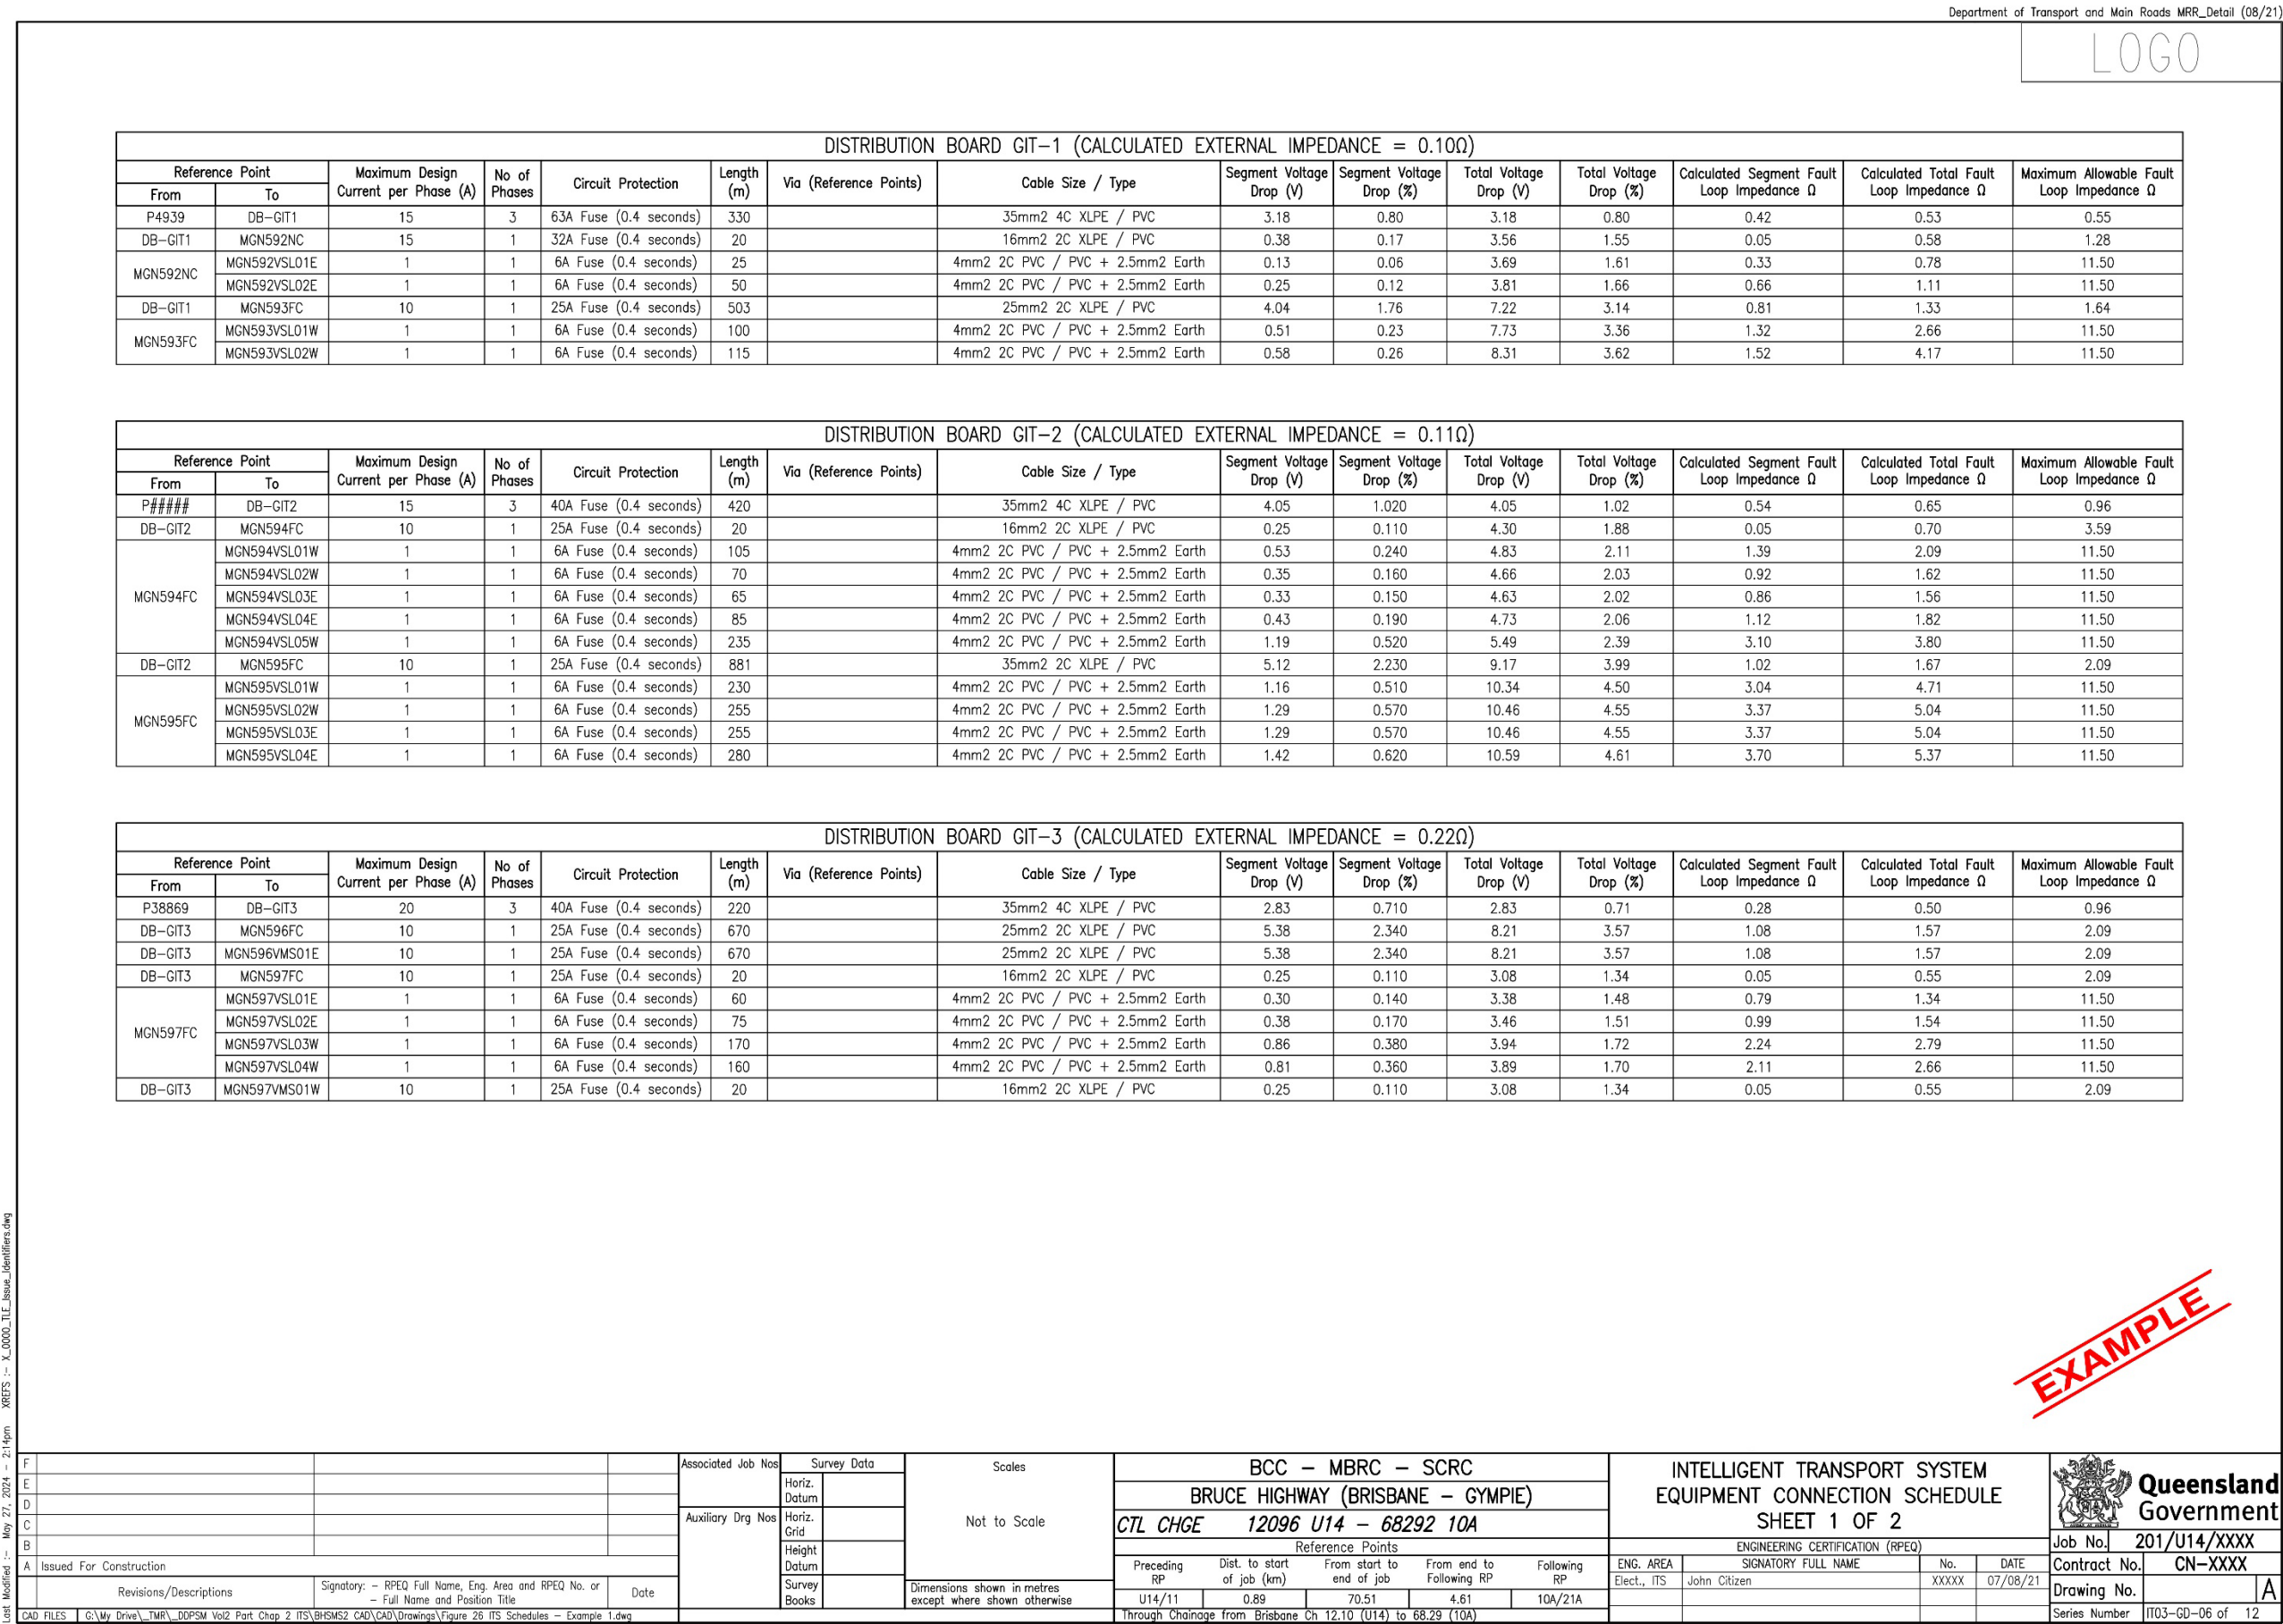 Department of Transport and Main Roads MRR_Detail (08/21)
LOGO
DISTRIBUTION BOARD GIT-1 (CALCULATED EXTERNAL IMPEDANCE = 0.10Ω)
Reference Point From To Maximum Design Current per Phase (A) No of Phases Circuit Protection Length (m) Via (Reference Points) Cable Size / Type Segment Voltage Drop (V) Segment Voltage Drop (%) Total Voltage Drop (V) Total Voltage Drop (%) Calculated Segment Fault Loop Impedance Ω Calculated Total Fault Loop Impedance Ω Maximum Allowable Fault Loop Impedance Ω
P4939 DB-GIT1 15 3 63A Fuse (0.4 seconds) 330 35mm2 4C XLPE / PVC 3.18 0.80 3.18 0.80 0.42 0.53 0.55
DB-GIT1 MGN592NC 15 1 32A Fuse (0.4 seconds) 20 16mm2 2C XLPE / PVC 0.38 0.17 3.56 1.55 0.05 0.58 1.28
MGN592NC MGN592VSL01E 1 1 6A Fuse (0.4 seconds) 25 4mm2 2C PVC / PVC + 2.5mm2 Earth 0.13 0.06 3.69 1.61 0.33 0.78 11.50
MGN592VSL02E 1 1 6A Fuse (0.4 seconds) 50 4mm2 2C PVC / PVC + 2.5mm2 Earth 0.25 0.12 3.81 1.66 0.66 1.11 11.50
DB-GIT1 MGN593FC 10 1 25A Fuse (0.4 seconds) 503 25mm2 2C XLPE / PVC 4.04 1.76 7.22 3.14 0.81 1.33 1.64
MGN593FC MGN593VSL01W 1 1 6A Fuse (0.4 seconds) 100 4mm2 2C PVC / PVC + 2.5mm2 Earth 0.51 0.23 7.73 3.36 1.32 2.66 11.50
MGN593VSL02W 1 1 6A Fuse (0.4 seconds) 115 4mm2 2C PVC / PVC + 2.5mm2 Earth 0.58 0.26 8.31 3.62 1.52 4.17 11.50
DISTRIBUTION BOARD GIT-2 (CALCULATED EXTERNAL IMPEDANCE = 0.11Ω)
Reference Point From To Maximum Design Current per Phase (A) No of Phases Circuit Protection Length (m) Via (Reference Points) Cable Size / Type Segment Voltage Drop (V) Segment Voltage Drop (%) Total Voltage Drop (V) Total Voltage Drop (%) Calculated Segment Fault Loop Impedance Ω Calculated Total Fault Loop Impedance Ω Maximum Allowable Fault Loop Impedance Ω
P##### DB-GIT2 15 3 40A Fuse (0.4 seconds) 420 35mm2 4C XLPE / PVC 4.05 1.020 4.05 1.02 0.54 0.65 0.96
DB-GIT2 MGN594FC 10 1 25A Fuse (0.4 seconds) 20 16mm2 2C XLPE / PVC 0.25 0.110 4.30 1.88 0.05 0.70 3.59
MGN594FC MGN594VSL01W 1 1 6A Fuse (0.4 seconds) 105 4mm2 2C PVC / PVC + 2.5mm2 Earth 0.53 0.240 4.83 2.11 1.39 2.09 11.50
MGN594VSL02W 1 1 6A Fuse (0.4 seconds) 70 4mm2 2C PVC / PVC + 2.5mm2 Earth 0.35 0.160 4.66 2.03 0.92 1.62 11.50
MGN594VSL03E 1 1 6A Fuse (0.4 seconds) 65 4mm2 2C PVC / PVC + 2.5mm2 Earth 0.33 0.150 4.63 2.02 0.86 1.56 11.50
MGN594VSL04E 1 1 6A Fuse (0.4 seconds) 85 4mm2 2C PVC / PVC + 2.5mm2 Earth 0.43 0.190 4.73 2.06 1.12 1.82 11.50
MGN594VSL05W 1 1 6A Fuse (0.4 seconds) 235 4mm2 2C PVC / PVC + 2.5mm2 Earth 1.19 0.520 5.49 2.39 3.10 3.80 11.50
DB-GIT2 MGN595FC 10 1 25A Fuse (0.4 seconds) 881 35mm2 2C XLPE / PVC 5.12 2.230 9.17 3.99 1.02 1.67 2.09
MGN595FC MGN595VSL01W 1 1 6A Fuse (0.4 seconds) 230 4mm2 2C PVC / PVC + 2.5mm2 Earth 1.16 0.510 10.34 4.50 3.04 4.71 11.50
MGN595VSL02W 1 1 6A Fuse (0.4 seconds) 255 4mm2 2C PVC / PVC + 2.5mm2 Earth 1.29 0.570 10.46 4.55 3.37 5.04 11.50
MGN595VSL03E 1 1 6A Fuse (0.4 seconds) 255 4mm2 2C PVC / PVC + 2.5mm2 Earth 1.29 0.570 10.46 4.55 3.37 5.04 11.50
MGN595VSL04E 1 1 6A Fuse (0.4 seconds) 280 4mm2 2C PVC / PVC + 2.5mm2 Earth 1.42 0.620 10.59 4.61 3.70 5.37 11.50
DISTRIBUTION BOARD GIT-3 (CALCULATED EXTERNAL IMPEDANCE = 0.22Ω)
Reference Point From To Maximum Design Current per Phase (A) No of Phases Circuit Protection Length (m) Via (Reference Points) Cable Size / Type Segment Voltage Drop (V) Segment Voltage Drop (%) Total Voltage Drop (V) Total Voltage Drop (%) Calculated Segment Fault Loop Impedance Ω Calculated Total Fault Loop Impedance Ω Maximum Allowable Fault Loop Impedance Ω
P38869 DB-GIT3 20 3 40A Fuse (0.4 seconds) 220 35mm2 4C XLPE / PVC 2.83 0.710 2.83 0.71 0.28 0.50 0.96
DB-GIT3 MGN596FC 10 1 25A Fuse (0.4 seconds) 670 25mm2 2C XLPE / PVC 5.38 2.340 8.21 3.57 1.08 1.57 2.09
DB-GIT3 MGN596VMS01E 10 1 25A Fuse (0.4 seconds) 670 25mm2 2C XLPE / PVC 5.38 2.340 8.21 3.57 1.08 1.57 2.09
DB-GIT3 MGN597FC 10 1 25A Fuse (0.4 seconds) 20 16mm2 2C XLPE / PVC 0.25 0.110 3.08 1.34 0.05 0.55 2.09
MGN597FC MGN597VSL01E 1 1 6A Fuse (0.4 seconds) 60 4mm2 2C PVC / PVC + 2.5mm2 Earth 0.30 0.140 3.38 1.48 0.79 1.34 11.50
MGN597VSL02E 1 1 6A Fuse (0.4 seconds) 75 4mm2 2C PVC / PVC + 2.5mm2 Earth 0.38 0.170 3.46 1.51 0.99 1.54 11.50
MGN597VSL03W 1 1 6A Fuse (0.4 seconds) 170 4mm2 2C PVC / PVC + 2.5mm2 Earth 0.86 0.380 3.94 1.72 2.24 2.79 11.50
MGN597VSL04W 1 1 6A Fuse (0.4 seconds) 160 4mm2 2C PVC / PVC + 2.5mm2 Earth 0.81 0.360 3.89 1.70 2.11 2.66 11.50
DB-GIT3 MGN597VMS01W 10 1 25A Fuse (0.4 seconds) 20 16mm2 2C XLPE / PVC 0.25 0.110 3.08 1.34 0.05 0.55 2.09
EXAMPLE
Last Modified :- May 27, 2024 - 2:14pm XREFS :- X_0000_TLE_Issue_Identifiers.dwg
F
E
D
C
B
A Issued For Construction
Revisions/Descriptions
Signatory: - RPEQ Full Name, Eng. Area and RPEQ No. or
- Full Name and Position Title
Date
CAD FILES G:\My Drive\_TMR\_DDPSM Vol2 Part Chap 2 ITS\BHSMS2 CAD\CAD\Drawings\Figure 26 ITS Schedules - Example 1.dwg
Associated Job Nos
Auxiliary Drg Nos
Survey Data
Horiz. Datum
Horiz. Grid
Height Datum
Survey Books
Scales
Not to Scale
Dimensions shown in metres
except where shown otherwise
BCC - MBRC - SCRC
BRUCE HIGHWAY (BRISBANE - GYMPIE)
CTL CHGE 12096 U14 - 68292 10A
Reference Points
Preceding RP Dist. to start of job (km) From start to end of job From end to Following RP Following RP
U14/11 0.89 70.51 4.61 10A/21A
Through Chainage from Brisbane Ch 12.10 (U14) to 68.29 (10A)
INTELLIGENT TRANSPORT SYSTEM
EQUIPMENT CONNECTION SCHEDULE
SHEET 1 OF 2
ENGINEERING CERTIFICATION (RPEQ)
ENG. AREA SIGNATORY FULL NAME No. DATE
Elect., ITS John Citizen XXXXX 07/08/21
Queensland
Government
Job No. 201/U14/XXXX
Contract No. CN-XXXX
Drawing No. A
Series Number IT03-GD-06 of 12